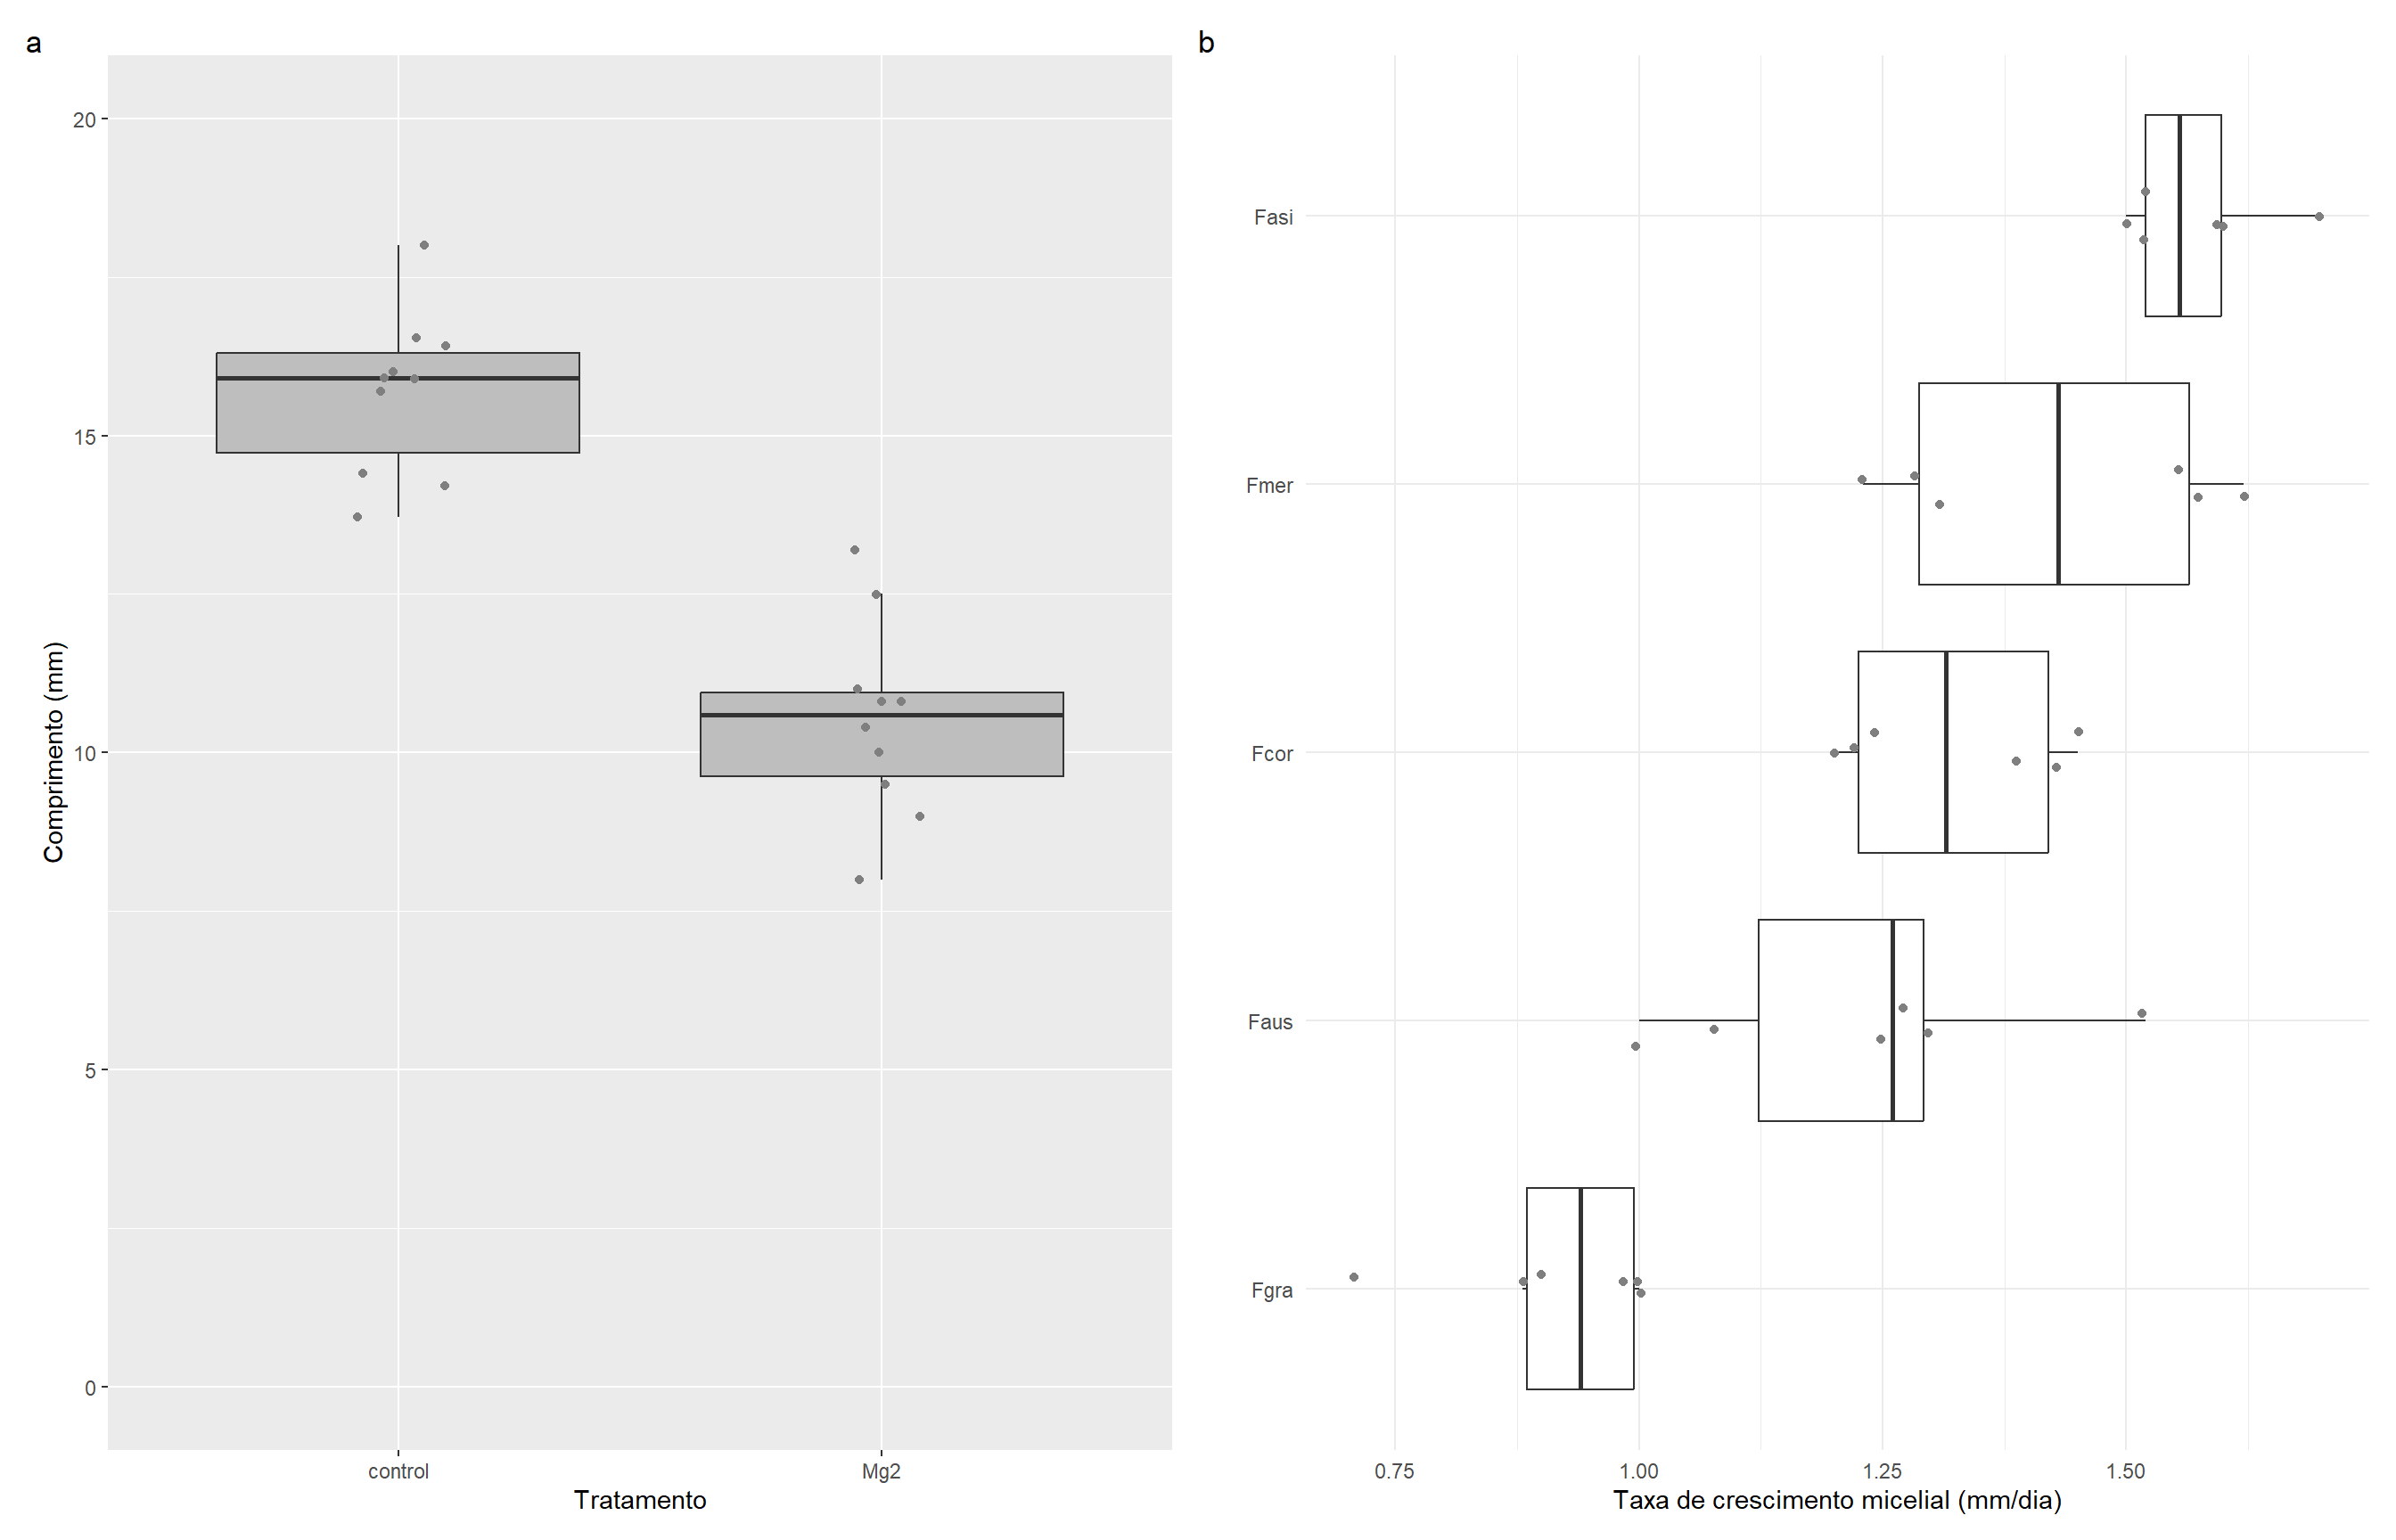 a
20
15
10
5
0
Comprimento (mm)
control
Mg2
Tratamento
b
Fasi
Fmer
Fcor
Faus
Fgra
0.75
1.00
1.25
1.50
Taxa de crescimento micelial (mm/dia)